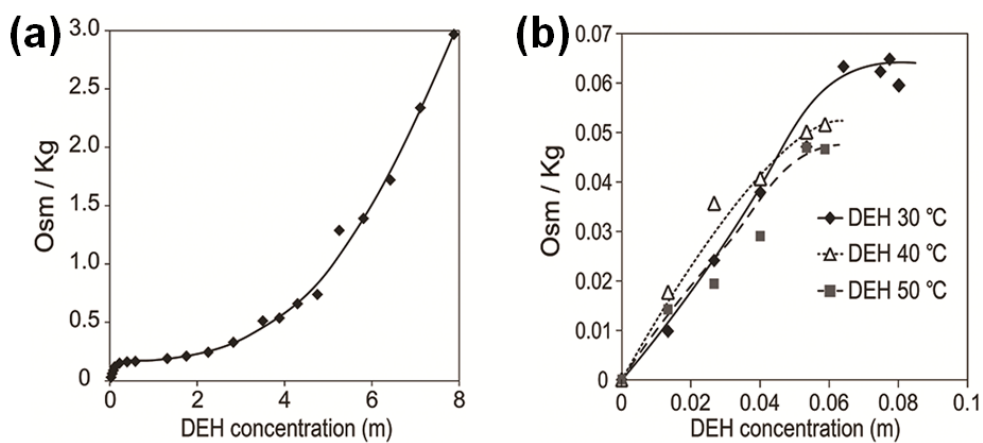 (a)
3.0
2.5
2.0
1.5
1.0
0.5
0
Osm / Kg
0
2
4
6
8
DEH concentration (m)
(b)
0.07
0.06
0.05
0.04
0.03
0.02
0.01
0
Osm / Kg
DEH 30 ℃
DEH 40 ℃
DEH 50 ℃
0
0.02
0.04
0.06
0.08
0.1
DEH concentration (m)